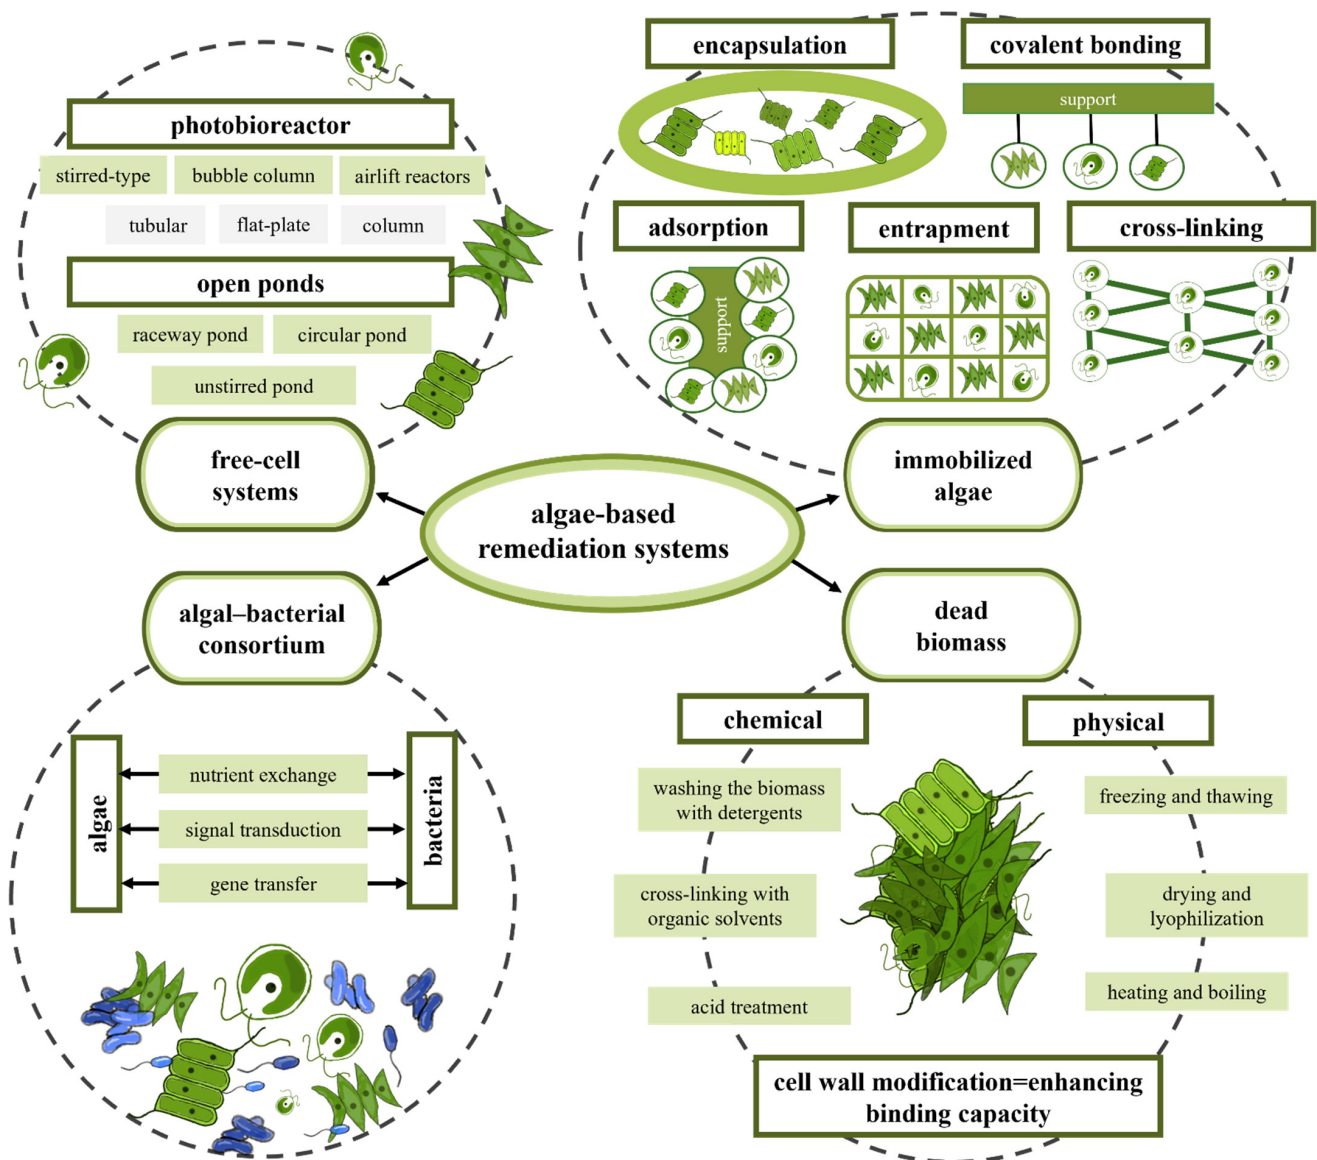 photobioreactor
stirred-type
bubble column
airlift reactors
tubular
flat-plate
column
open ponds
raceway pond
circular pond
unstirred pond
free-cell
systems
encapsulation
covalent bonding
support
adsorption
entrapment
cross-linking
support
immobilized
algae
algae-based
remediation systems
algal–bacterial
consortium
algae
nutrient exchange
signal transduction
gene transfer
bacteria
dead
biomass
chemical
physical
washing the biomass
with detergents
freezing and thawing
cross-linking with
organic solvents
drying and
lyophilization
acid treatment
heating and boiling
cell wall modification=enhancing
binding capacity